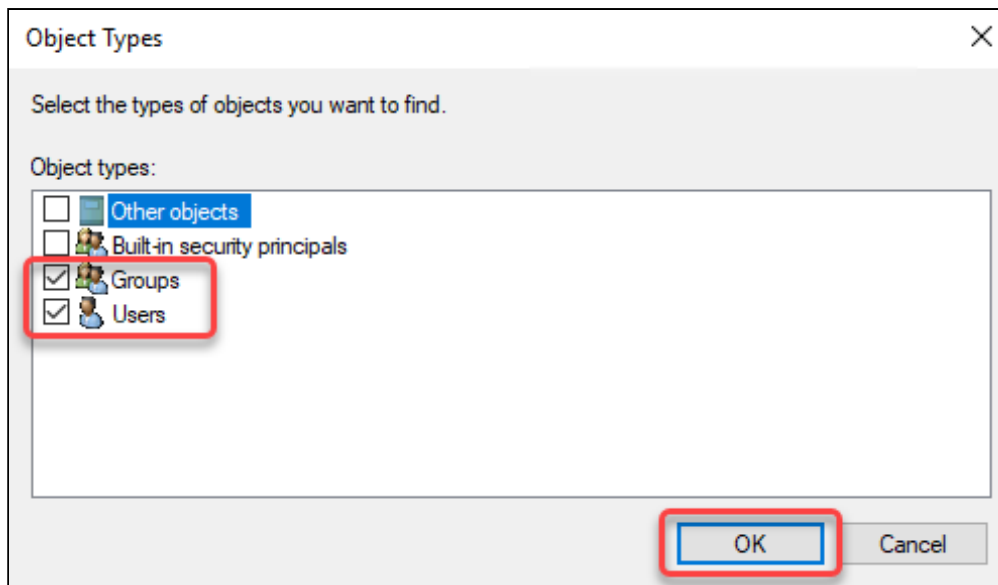 Object Types
Select the types of objects you want to find.
Object types:
Other objects
Built-in security principals
Groups
Users
OK
Cancel